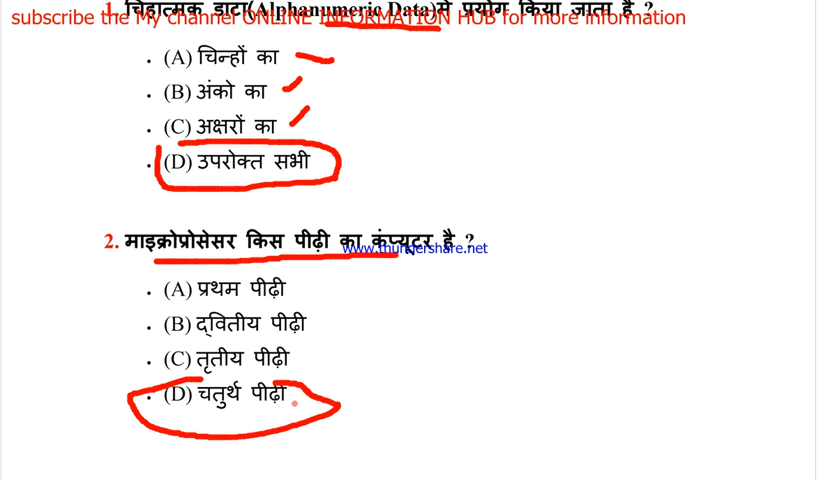 1. चिह्नात्मक डाटा(Alphanumeric Data)से प्रयोग किया जाता है ?
subscribe the My channel ONLINE INFORMATION HUB for more information
(A) चिन्हों का
(B) अंको का
(C) अक्षरों का
(D) उपरोक्त सभी
2. माइक्रोप्रोसेसर किस पीढ़ी का कंप्यूटर है ?
www.thundershare.net
(A) प्रथम पीढ़ी
(B) द्वितीय पीढ़ी
(C) तृतीय पीढ़ी
(D) चतुर्थ पीढ़ी